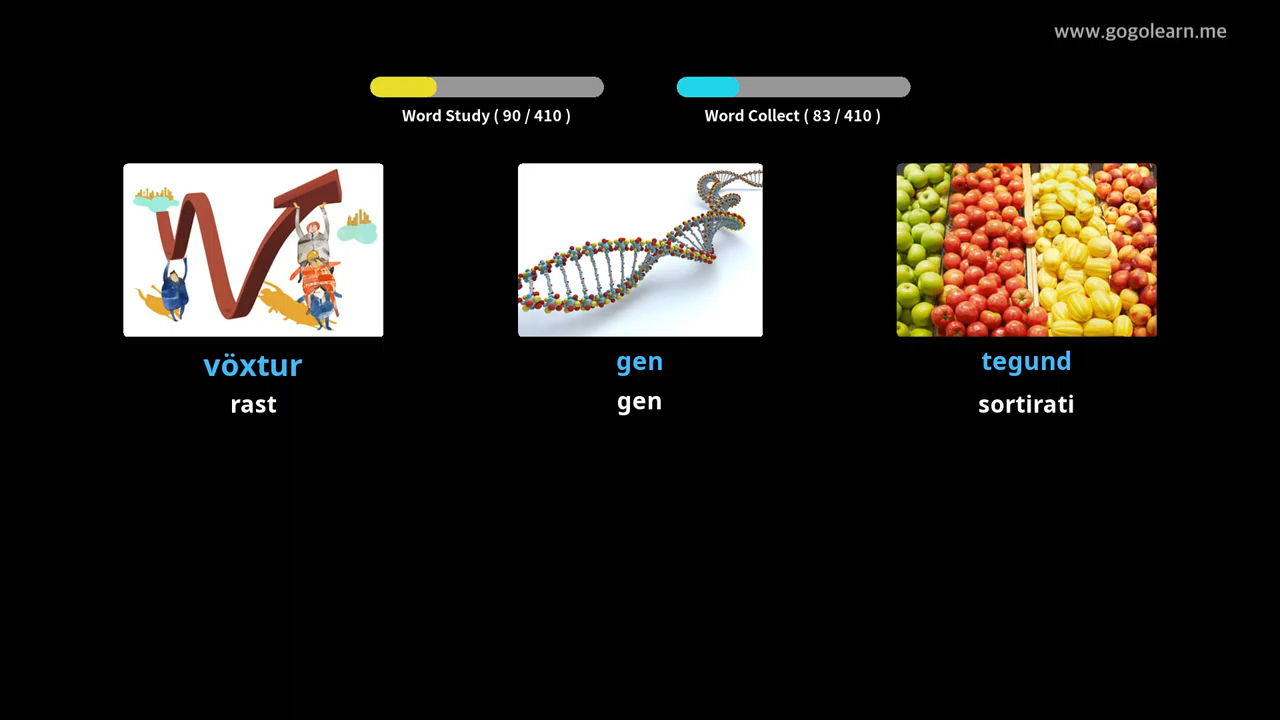 www.gogolearn.me
Word Study ( 90 / 410 )
Word Collect ( 83 / 410 )
vöxtur
rast
gen
gen
tegund
sortirati